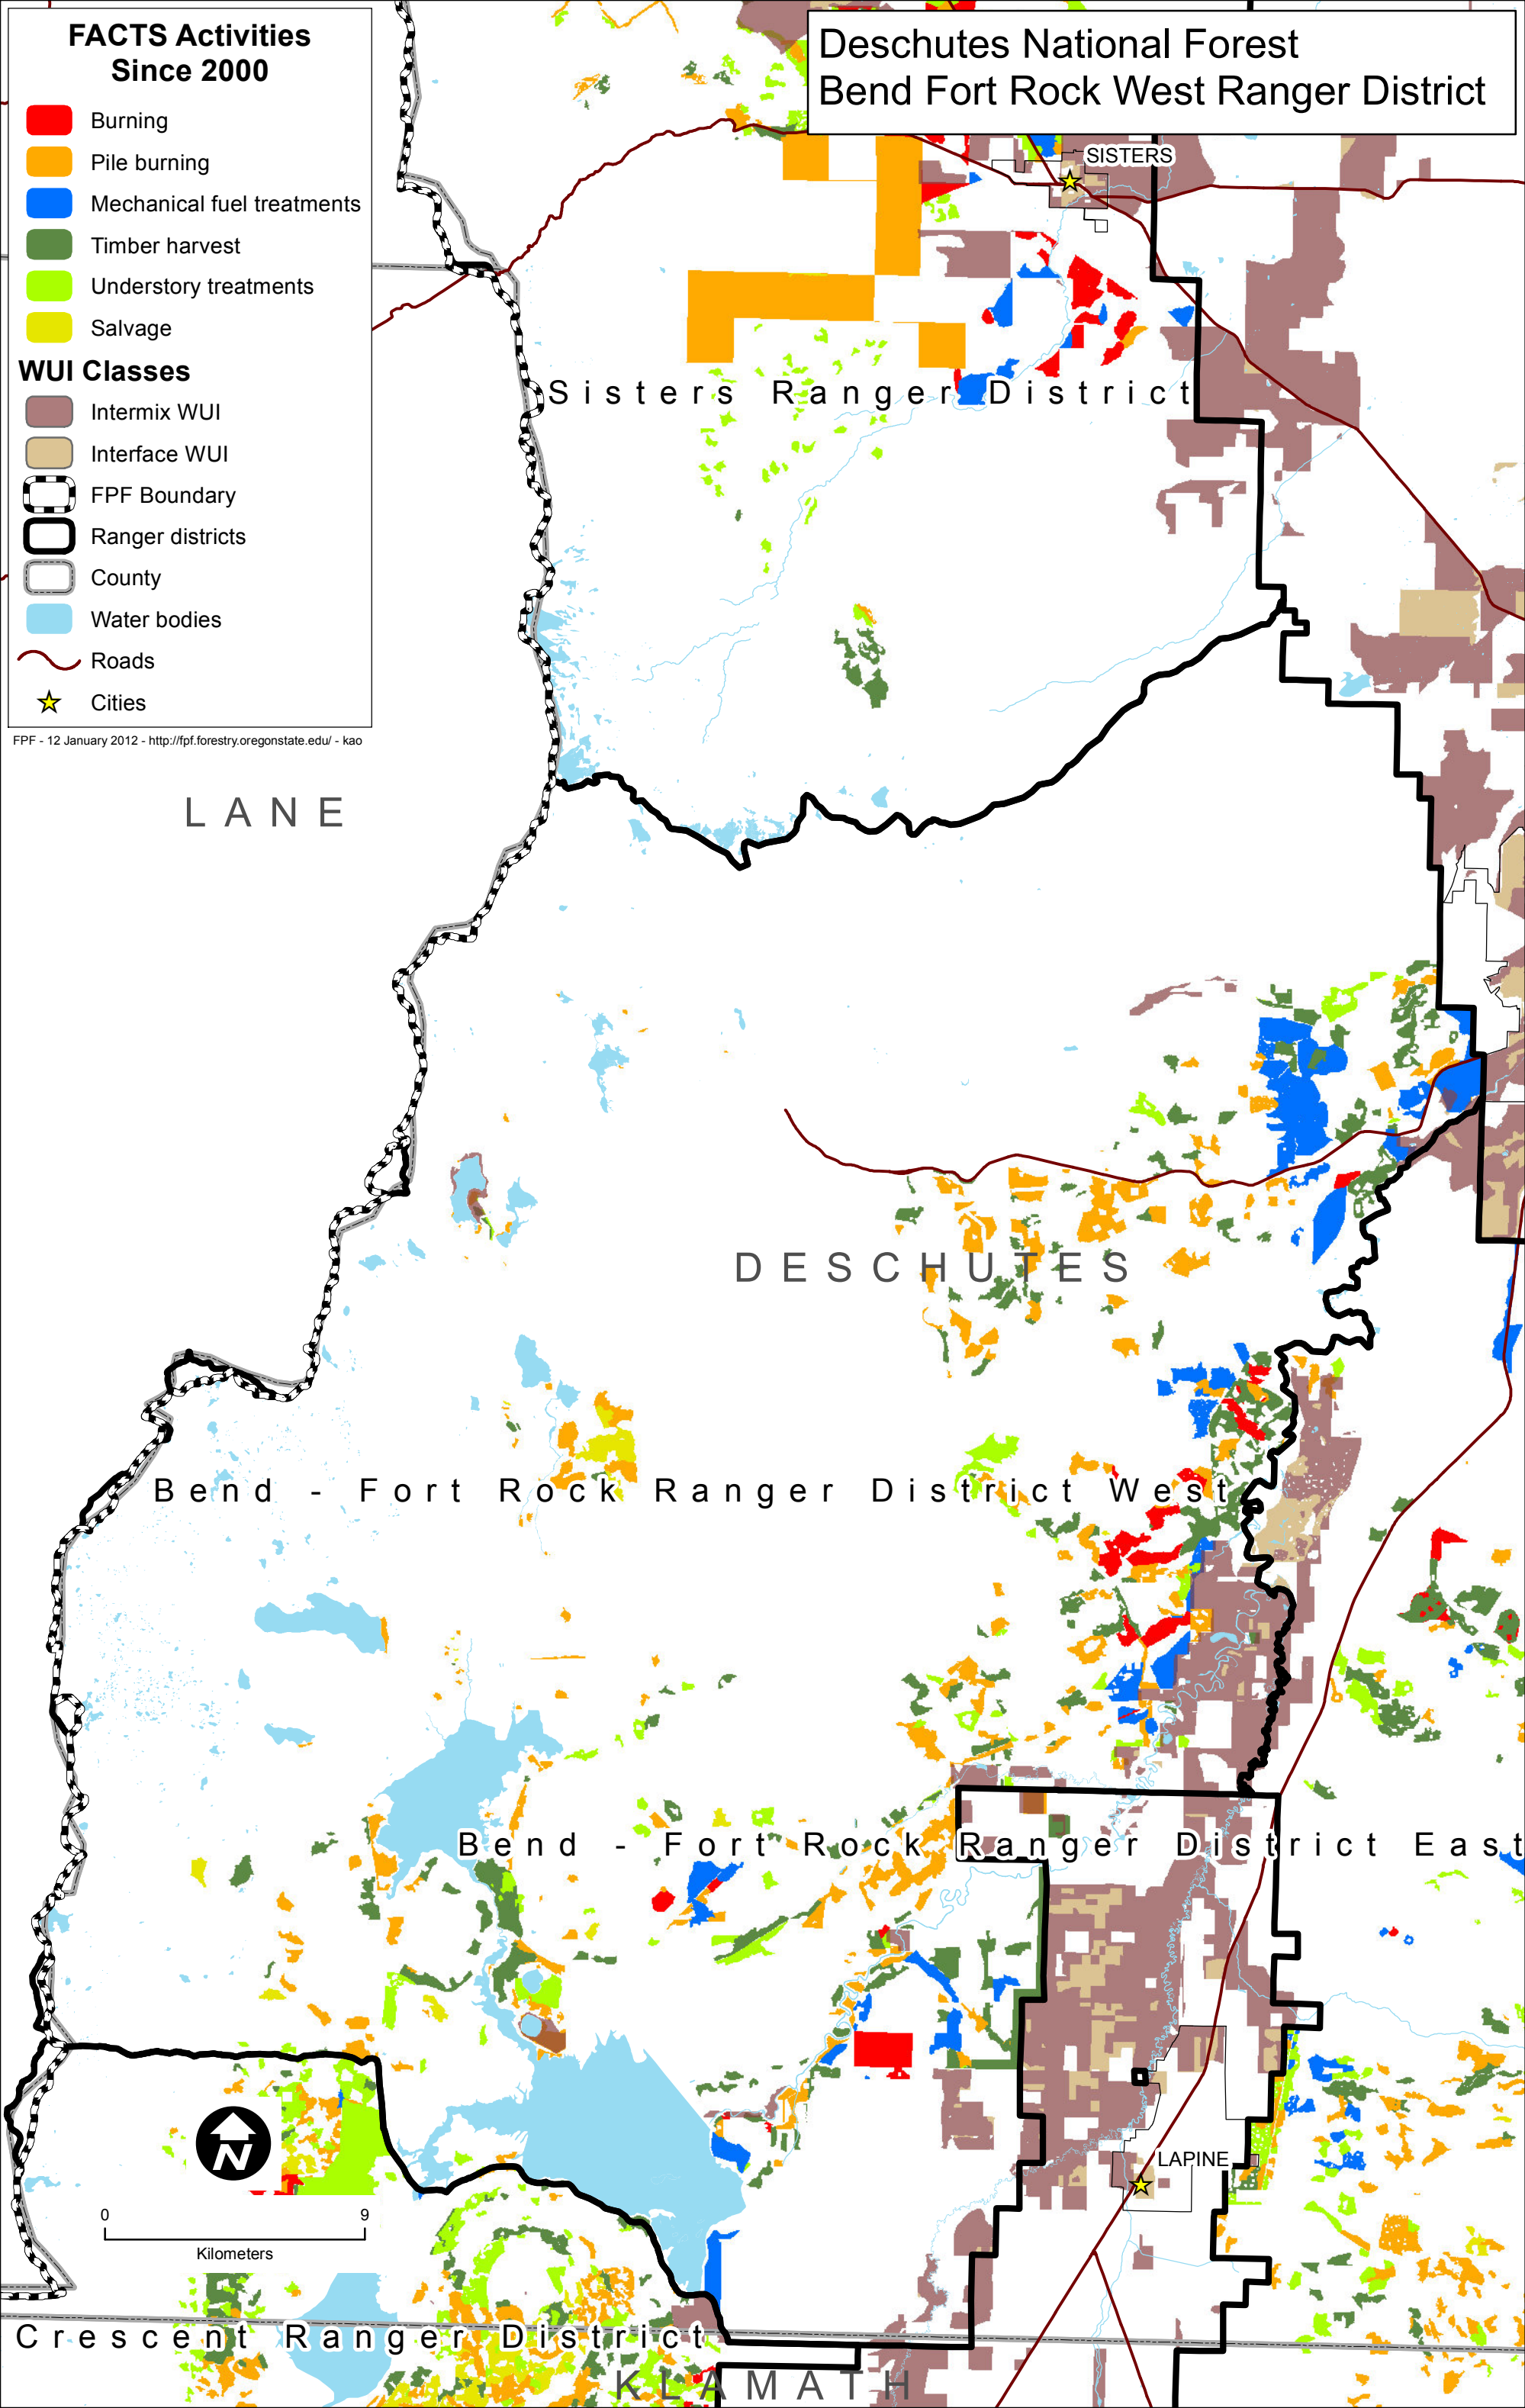 FACTS Activities
Since 2000
Burning
Pile burning
Mechanical fuel treatments
Timber harvest
Understory treatments
Salvage
WUI Classes
Intermix WUI
Interface WUI
FPF Boundary
Ranger districts
County
Water bodies
Roads
Cities
FPF - 12 January 2012 - http://fpf.forestry.oregonstate.edu/ - kao
Deschutes National Forest
Bend Fort Rock West Ranger District
SISTERS
Sisters Ranger District
LANE
DESCHUTES
Bend - Fort Rock Ranger District West
Bend - Fort Rock Ranger District East
N
LAPINE
0 9
Kilometers
Crescent Ranger District
KLAMATH